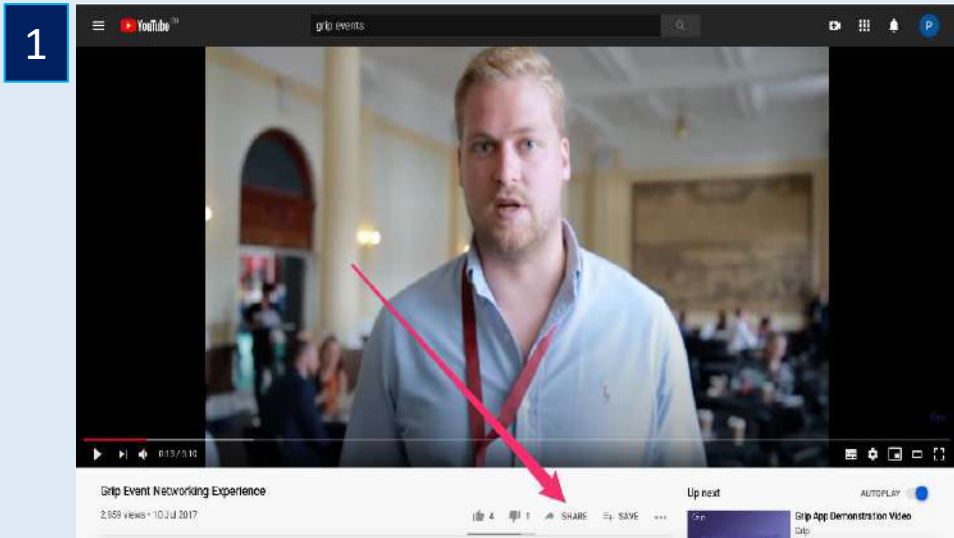 1
YouTube
grip events
P
0:13 / 3:10
Grip Event Networking Experience
2,959 views • 10 Jul 2017
4
1
SHARE
SAVE
Up next
AUTOPLAY
Grip
Grip App Demonstration Video
Grip